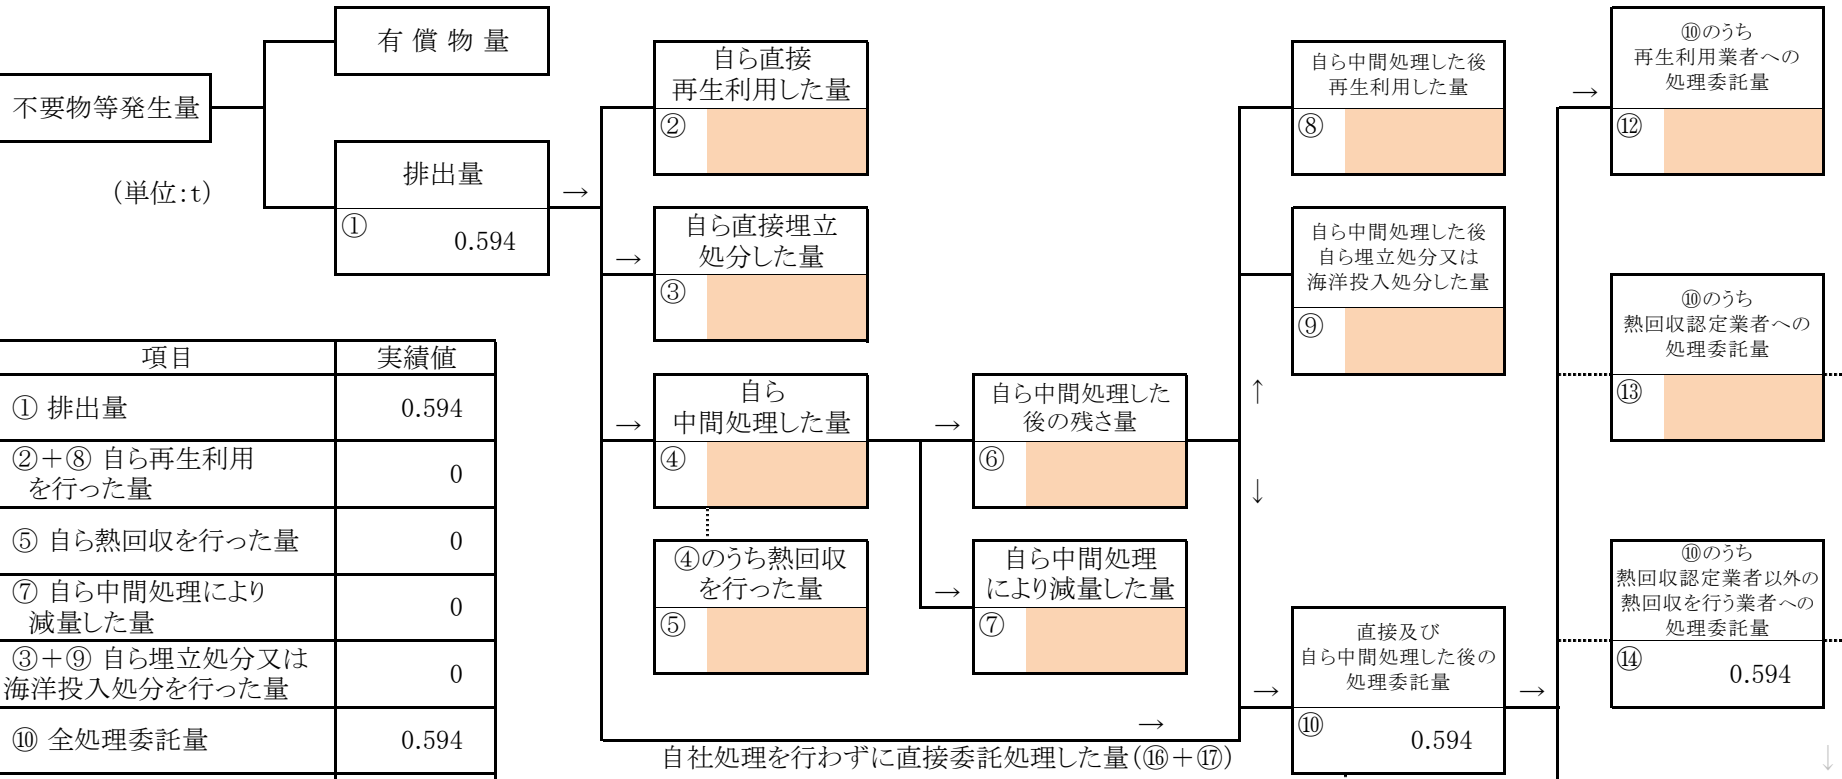 有償物量
不要物等発生量
(単位:t)
排出量
①
0.594
→
自ら直接
再生利用した量
②
→
自ら直接埋立
処分した量
③
→
自ら
中間処理した量
④
④のうち熱回収
を行った量
⑤
→
自ら中間処理した
後の残さ量
⑥
→
自ら中間処理
により減量した量
⑦
→
自社処理を行わずに直接委託処理した量(⑯+⑰)
↑
↓
自ら中間処理した後
再生利用した量
⑧
自ら中間処理した後
自ら埋立処分又は
海洋投入処分した量
⑨
→
直接及び
自ら中間処理した後の
処理委託量
⑩
0.594
→
→
⑩のうち
再生利用業者への
処理委託量
⑫
⑩のうち
熱回収認定業者への
処理委託量
⑬
⑩のうち
熱回収認定業者以外の
熱回収を行う業者への
処理委託量
⑭
0.594
↓
項目 実績値
① 排出量 0.594
②+⑧ 自ら再生利用
を行った量 0
⑤ 自ら熱回収を行った量 0
⑦ 自ら中間処理により
減量した量 0
③+⑨ 自ら埋立処分又は
海洋投入処分を行った量 0
⑩ 全処理委託量 0.594